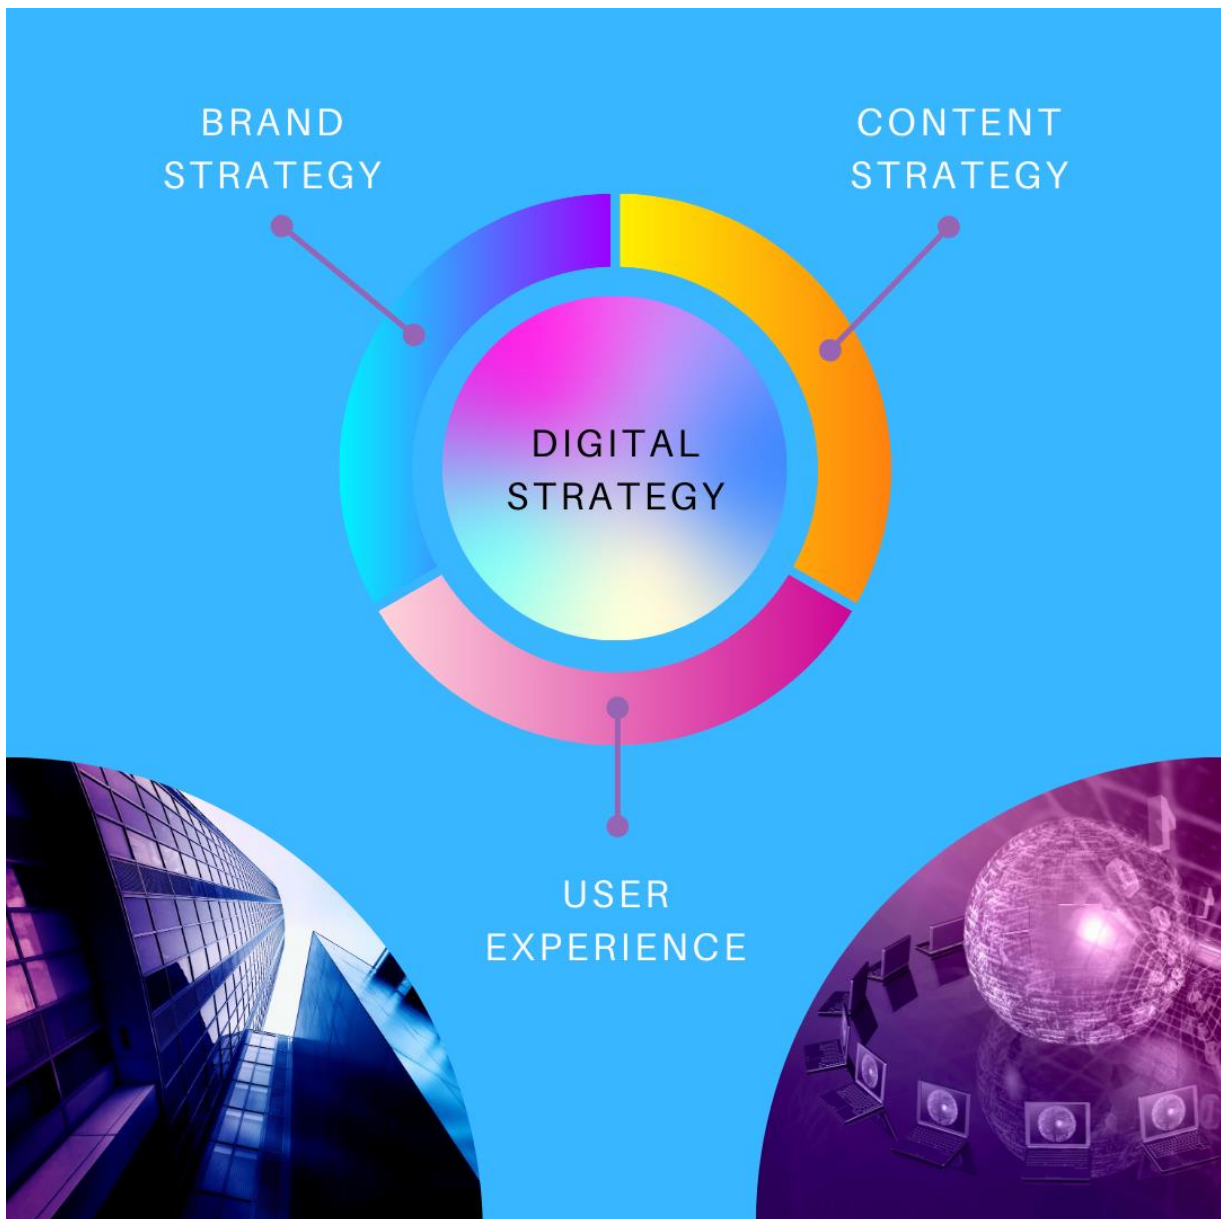 BRAND
STRATEGY
CONTENT
STRATEGY
DIGITAL
STRATEGY
USER
EXPERIENCE